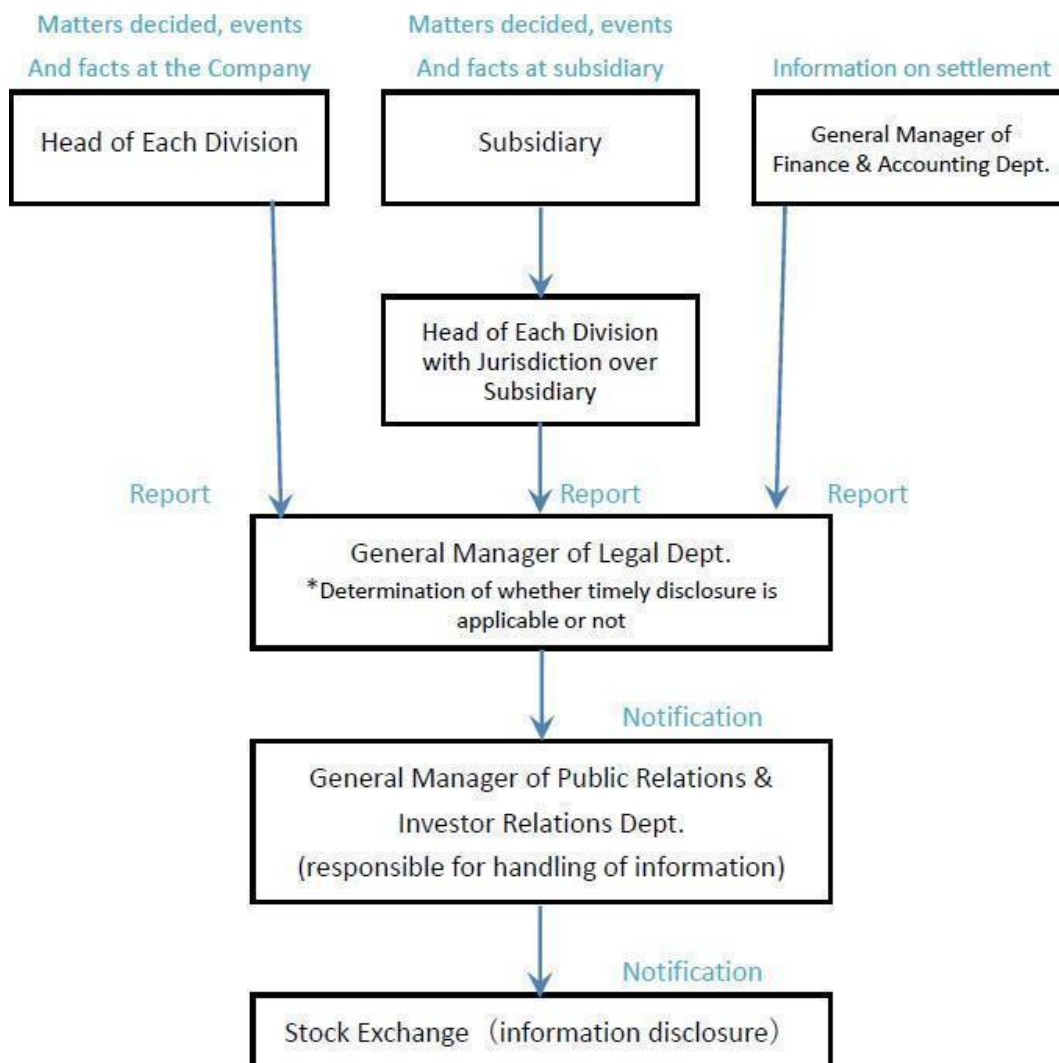 Matters decided, events
And facts at the Company
Matters decided, events
And facts at subsidiary
Information on settlement
Head of Each Division
Subsidiary
General Manager of
Finance & Accounting Dept.
Head of Each Division
with Jurisdiction over
Subsidiary
Report
Report
Report
General Manager of Legal Dept.
*Determination of whether timely disclosure is
applicable or not
Notification
General Manager of Public Relations &
Investor Relations Dept.
(responsible for handling of information)
Notification
Stock Exchange（information disclosure）